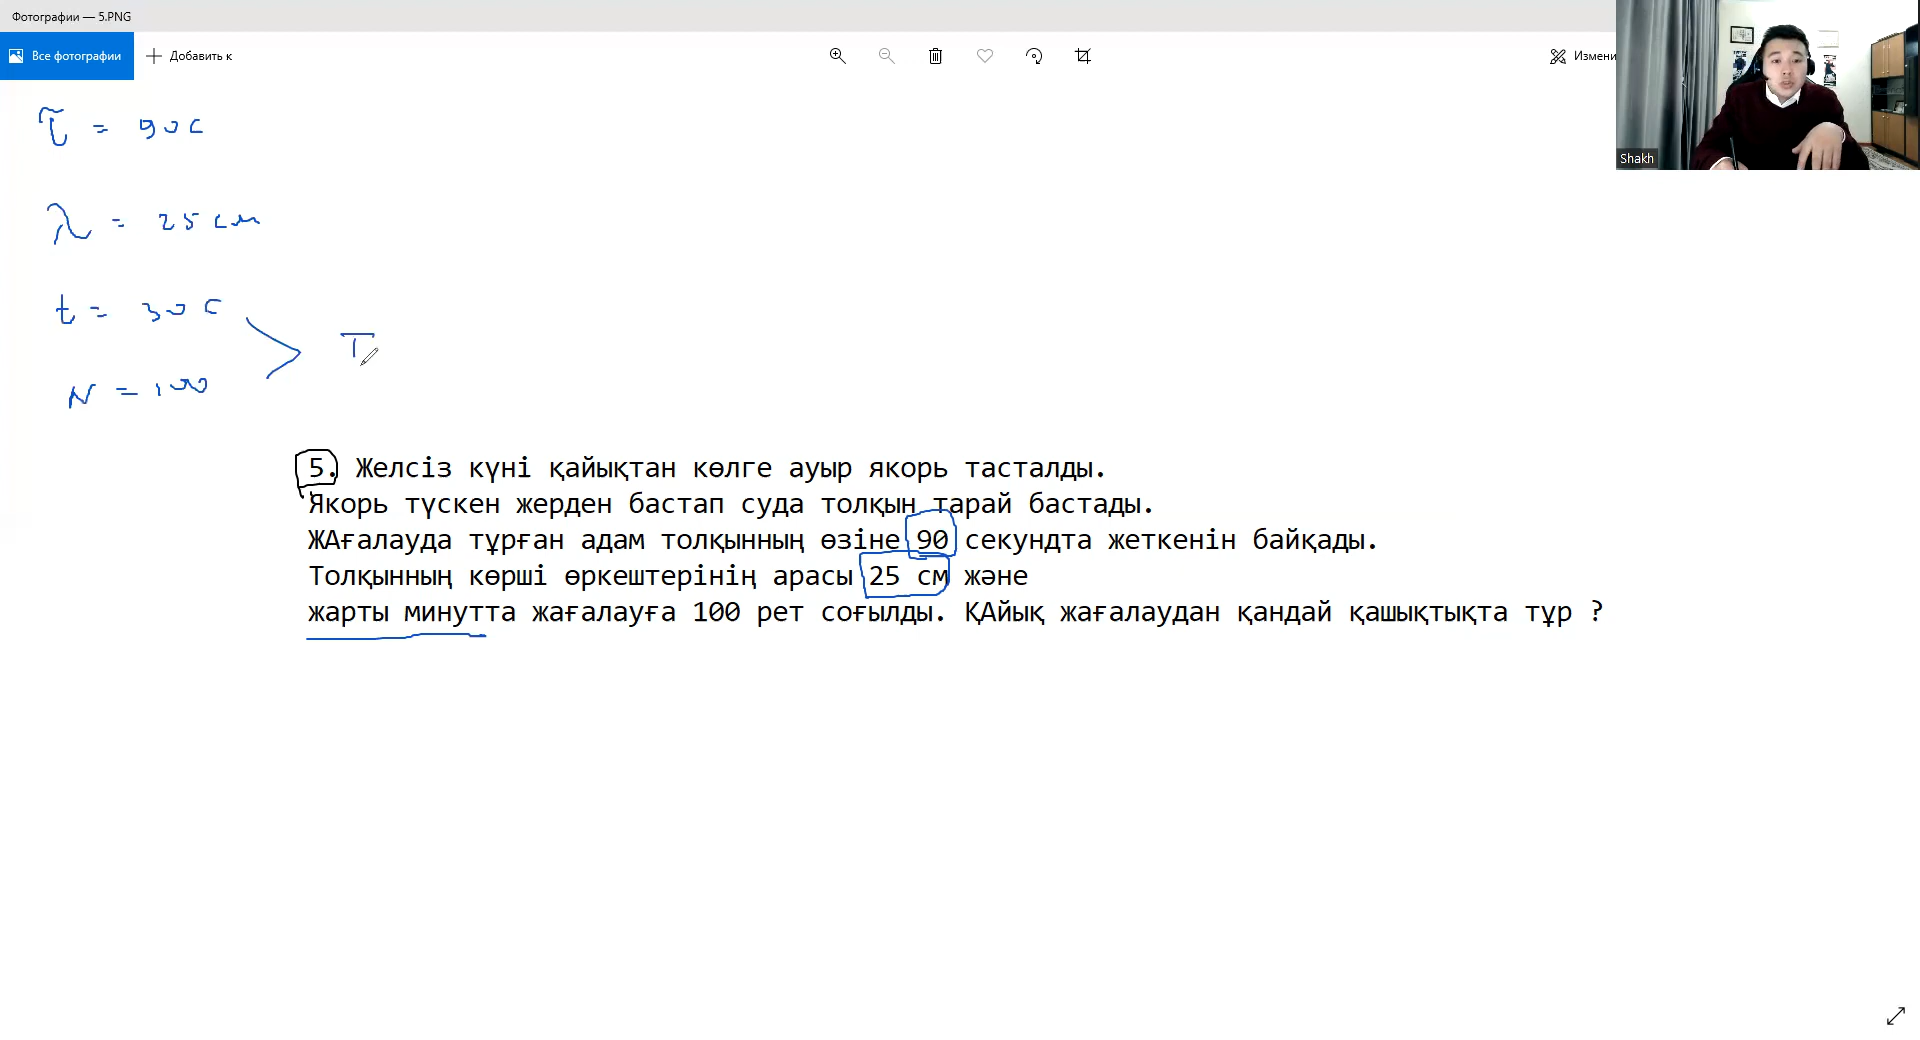 Фотографии — 5.PNG
Все фотографии
Добавить к
Измени
Shakh
τ = 90 с
λ = 25 см
t = 30 с
N = 100
T
5. Желсіз күні қайықтан көлге ауыр якорь тасталды.
Якорь түскен жерден бастап суда толқын тарай бастады.
ЖАғалауда тұрған адам толқынның өзіне 90 секундта жеткенін байқады.
Толқынның көрші өркештерінің арасы 25 см және
жарты минутта жағалауға 100 рет соғылды. ҚАйық жағалаудан қандай қашықтықта тұр ?